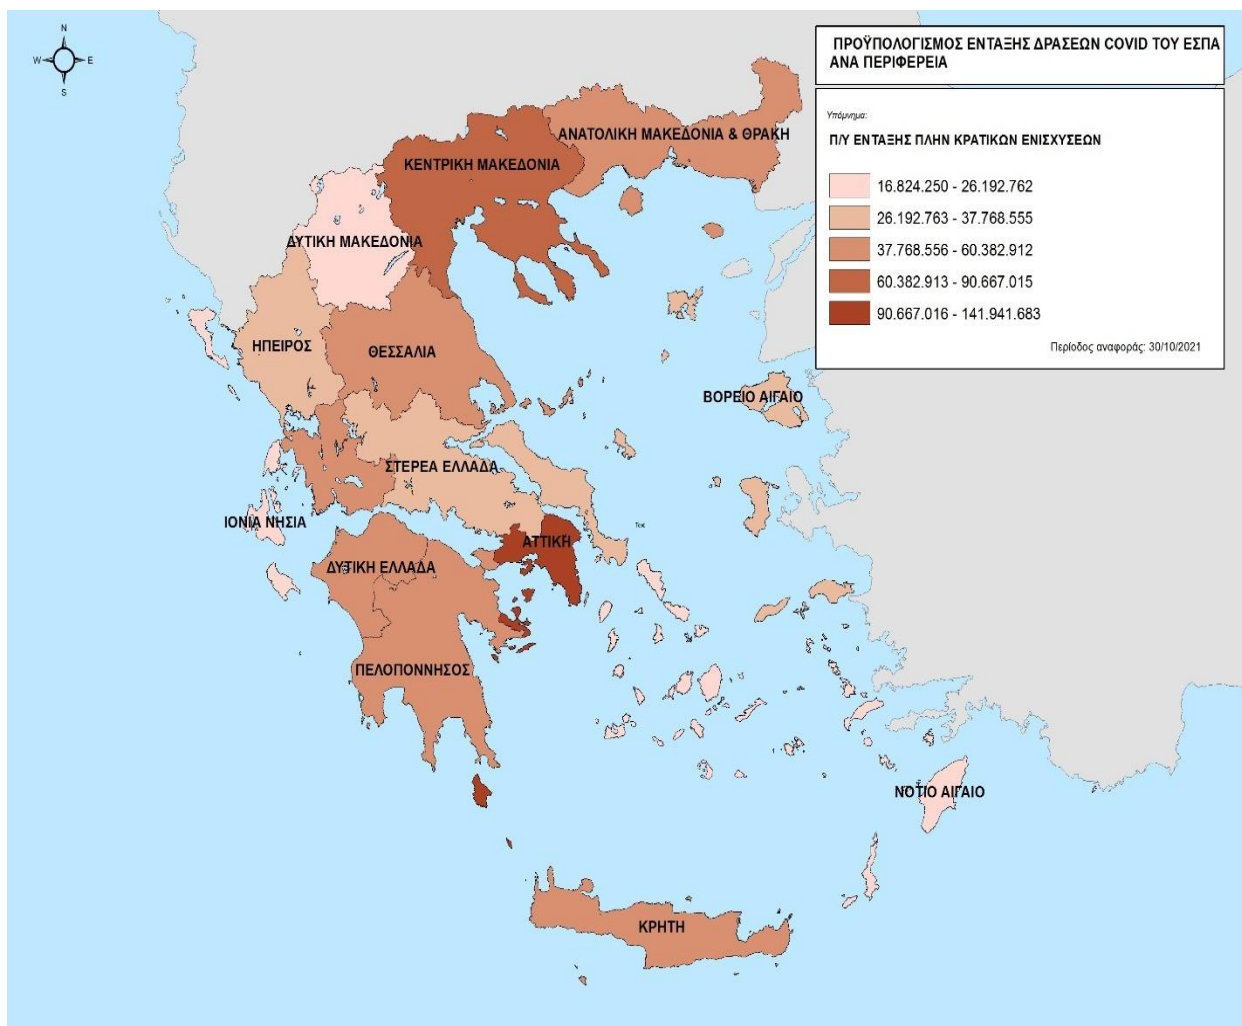 N
W E
S
ΠΡΟΫΠΟΛΟΓΙΣΜΟΣ ΕΝΤΑΞΗΣ ΔΡΑΣΕΩΝ COVID ΤΟΥ ΕΣΠΑ
ΑΝΑ ΠΕΡΙΦΕΡΕΙΑ
Υπόμνημα:
Π/Υ ΕΝΤΑΞΗΣ ΠΛΗΝ ΚΡΑΤΙΚΩΝ ΕΝΙΣΧΥΣΕΩΝ
16.824.250 - 26.192.762
26.192.763 - 37.768.555
37.768.556 - 60.382.912
60.382.913 - 90.667.015
90.667.016 - 141.941.683
Περίοδος αναφοράς: 30/10/2021
ΑΝΑΤΟΛΙΚΗ ΜΑΚΕΔΟΝΙΑ & ΘΡΑΚΗ
ΚΕΝΤΡΙΚΗ ΜΑΚΕΔΟΝΙΑ
ΔΥΤΙΚΗ ΜΑΚΕΔΟΝΙΑ
ΗΠΕΙΡΟΣ
ΘΕΣΣΑΛΙΑ
ΒΟΡΕΙΟ ΑΙΓΑΙΟ
ΣΤΕΡΕΑ ΕΛΛΑΔΑ
ΙΟΝΙΑ ΝΗΣΙΑ
Text
ΑΤΤΙΚΗ
ΔΥΤΙΚΗ ΕΛΛΑΔΑ
ΠΕΛΟΠΟΝΝΗΣΟΣ
ΝΟΤΙΟ ΑΙΓΑΙΟ
ΚΡΗΤΗ